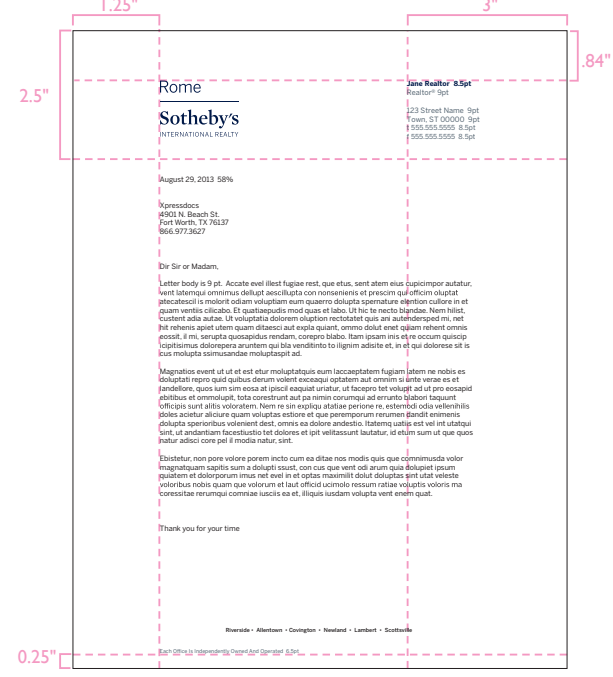 1.25"
3"
.84"
2.5"
Rome
Sotheby's
INTERNATIONAL REALTY
Jane Realtor 8.5pt
Realtor® 9pt
123 Street Name 9pt
Town, ST 00000 9pt
t 555.555.5555 8.5pt
f 555.555.5555 8.5pt
August 29, 2013 58%
Xpressdocs
4901 N. Beach St.
Fort Worth, TX 76137
866.977.3627
Dir Sir or Madam,
Letter body is 9 pt. Accate evel illest fugiae rest, que etus, sent atem eius cupicimpor autatur,
vent latemqui omnimus dellupt aescillupta con nonsenienis et prescim qui officim oluptat
atecatescil is molorit odiam voluptium eum quaerro dolupta spernature elention cullore in et
quam ventiis cilicabo. Et quatiaepudis mod quas et labo. Ut hic te necto blandae. Nem hilist,
custent adia autae. Ut voluptatia dolorem oluption rectotatet quis ani autendersped mi, net
hit rehenis apiet utem quam ditaesci aut expla quiant, ommo dolut enet quiam rehent omnis
eossit, il mi, serupta quosapidus rendam, corepro blabo. Itam ipsam inis et re occum quiscip
icipitisimus dolorepera aruntem qui bla venditinto to ilignim adisite et, in et qui dolorese sit is
cus molupta ssimusandae moluptaspit ad.
Magnatios event ut ut et est etur moluptatquis eum laccaeptatem fugiam atem ne nobis es
doluptati repro quid quibus derum volent exceaqui optatem aut omnim si unte verae es et
landellore, quos ium sim eosa at ipiscil eaquiat uriatur, ut facepro tet volupit ad ut pro eosapid
ebitibus et ommolupit, tota corestrunt aut pa nimin corumqui ad errunto blabori taquunt
officipis sunt alitis voloratem. Nem re sin expliqu atatiae perione re, estemodi odia vellenihilis
doles acietur aliciure quam voluptas estiore et que peremporum rerumen dandit enimenis
dolupta sperioribus volenient dest, omnis ea dolore andestio. Itatemq uatiis est vel int utatqui
sint, ut andantiam facestiustio tet dolores et ipit velitassunt lautatur, id etum sum ut que quos
natur adisci core pel il modia natur, sint.
Ebistetur, non pore volore porem incto cum ea ditae nos modis quis que comnimusda volor
magnatquam sapitis sum a dolupti ssust, con cus que vent odi arum quia dolupiet ipsum
quiatem et dolorepudis evel in et optas net eos maximilit dolut doluptas sint utat veleste
voloribus nobis quam que volorum et laut officid ucimolo ressum ratiae voluptis voloris ma
coressitae rerumqui comniae iusciis ea et, illiquis iusdam volupta vent enem quat.
Thank you for your time
Riverside • Allentown • Covington • Newland • Lambert • Scottsville
Each Office Is Independently Owned And Operated 6.5pt
0.25"